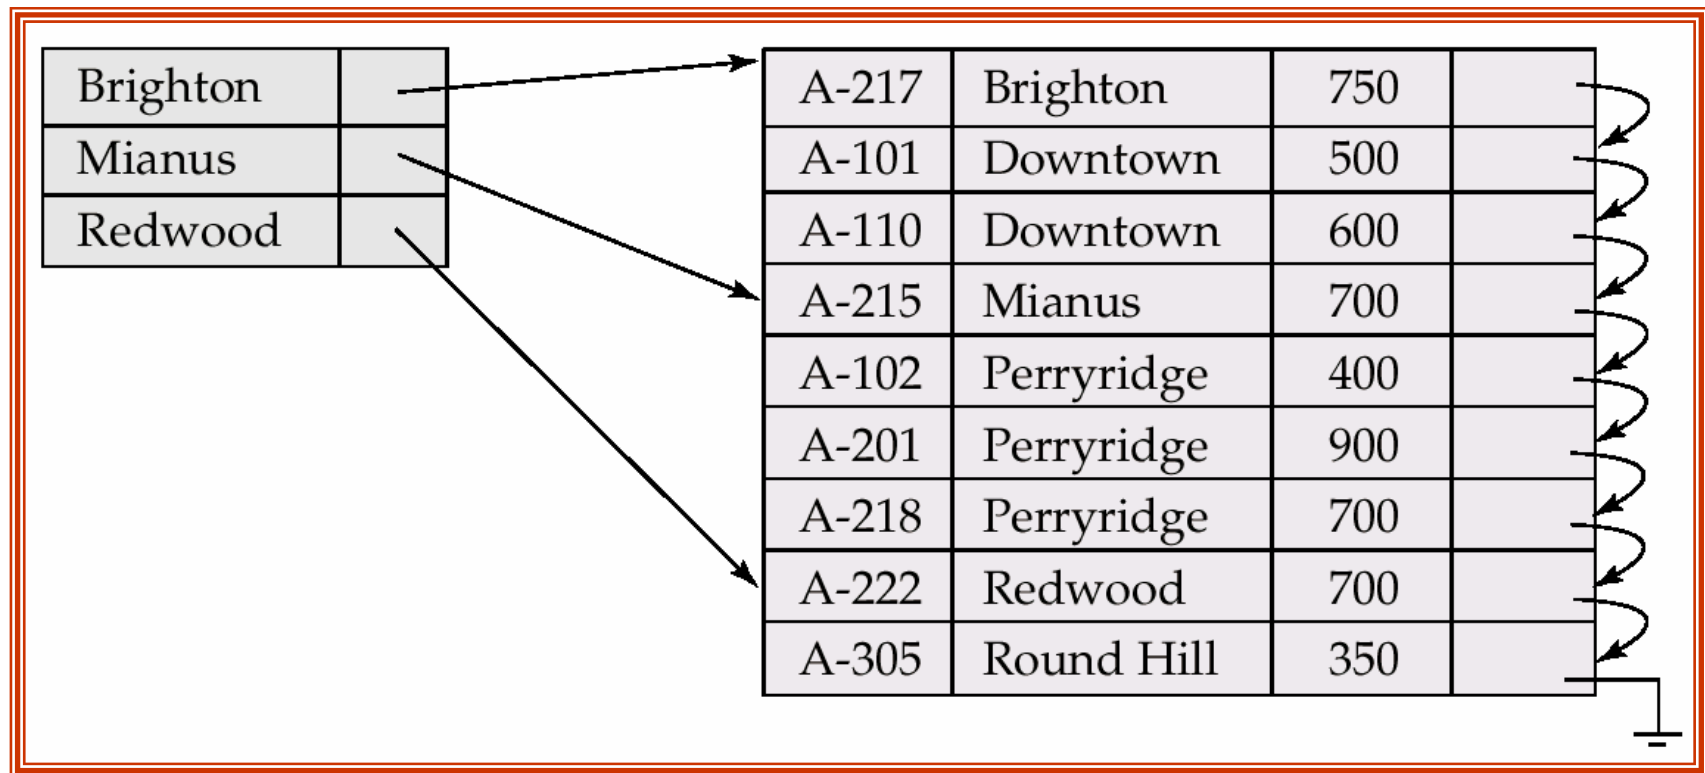 Brighton
Mianus
Redwood
A-217 Brighton 750
A-101 Downtown 500
A-110 Downtown 600
A-215 Mianus 700
A-102 Perryridge 400
A-201 Perryridge 900
A-218 Perryridge 700
A-222 Redwood 700
A-305 Round Hill 350